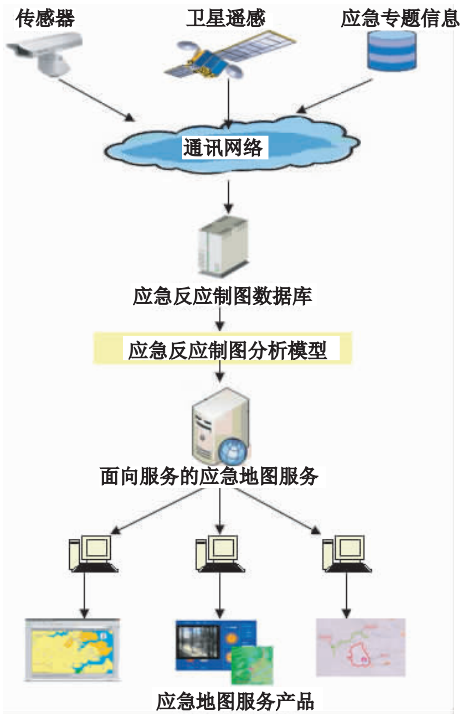 传感器
卫星遥感
应急专题信息
通讯网络
应急反应制图数据库
应急反应制图分析模型
面向服务的应急地图服务
应急地图服务产品